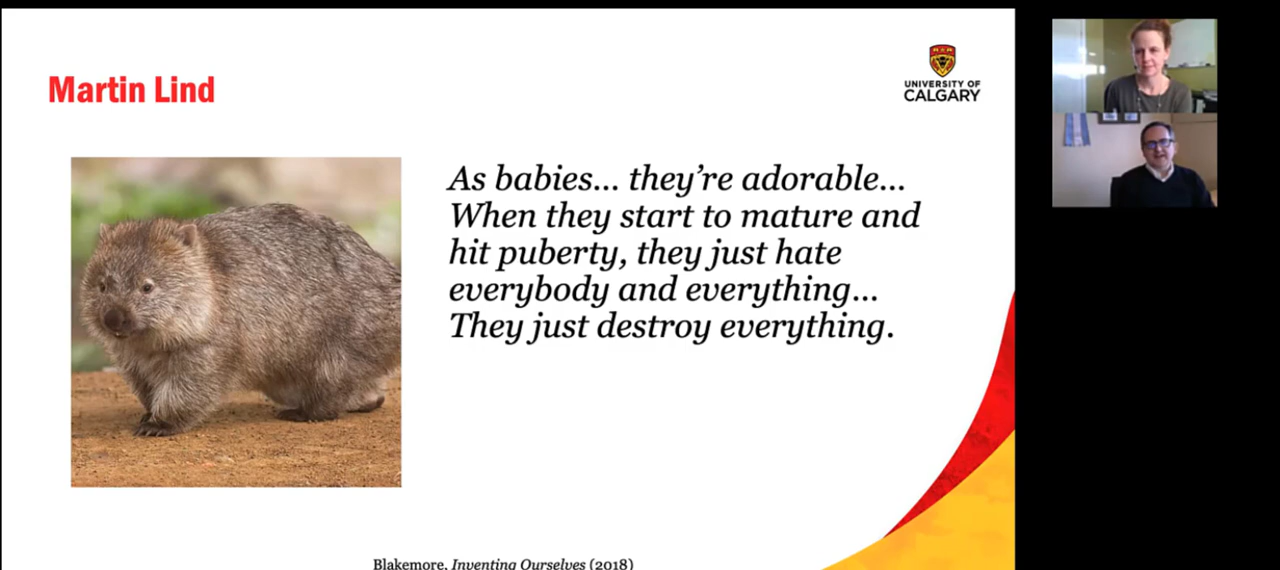 Martin Lind
UNIVERSITY OF
CALGARY
As babies... they’re adorable...
When they start to mature and
hit puberty, they just hate
everybody and everything...
They just destroy everything.
Blakemore, Inventing Ourselves (2018)